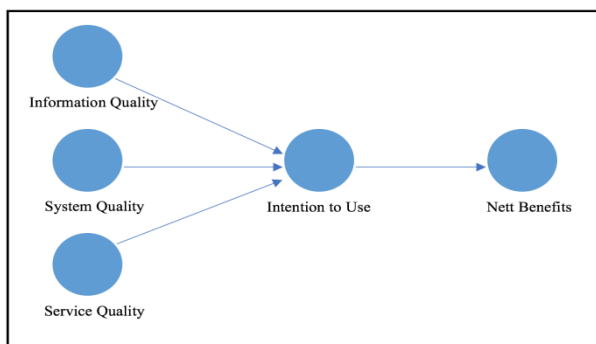 Information Quality
System Quality
Intention to Use
Nett Benefits
Service Quality